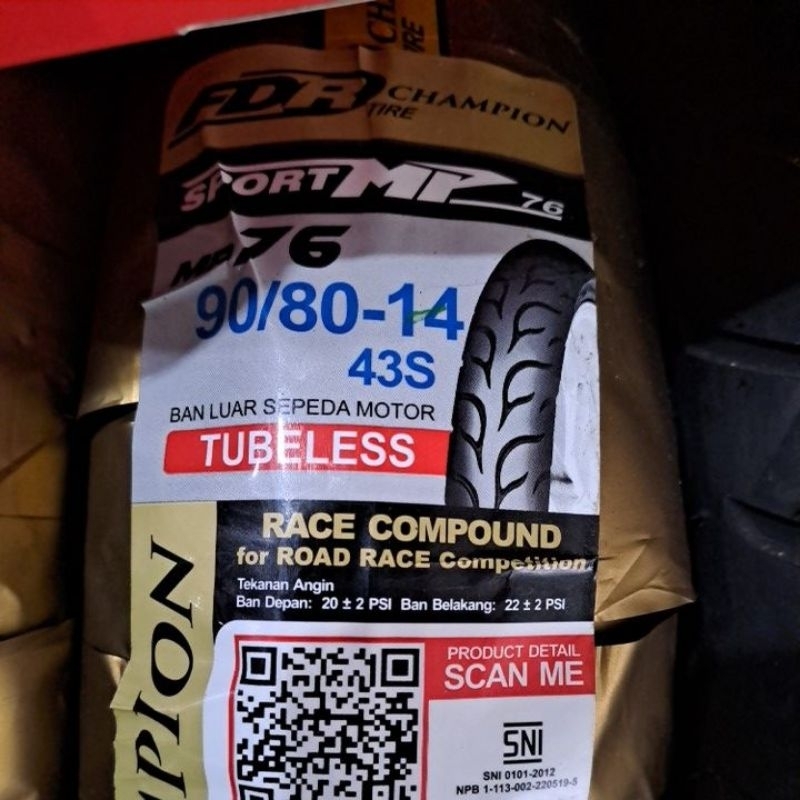 CHAMPION
TIRE
FDR TIRE CHAMPION
SPORT MP 76
MP 76
90/80-14
43S
BAN LUAR SEPEDA MOTOR
TUBELESS
RACE COMPOUND
for ROAD RACE Competition
Tekanan Angin
Ban Depan: 20 ± 2 PSI Ban Belakang: 22 ± 2 PSI
PRODUCT DETAIL
SCAN ME
SNI
SNI 0101-2012
NPB 1-113-002-220519-5
MPION